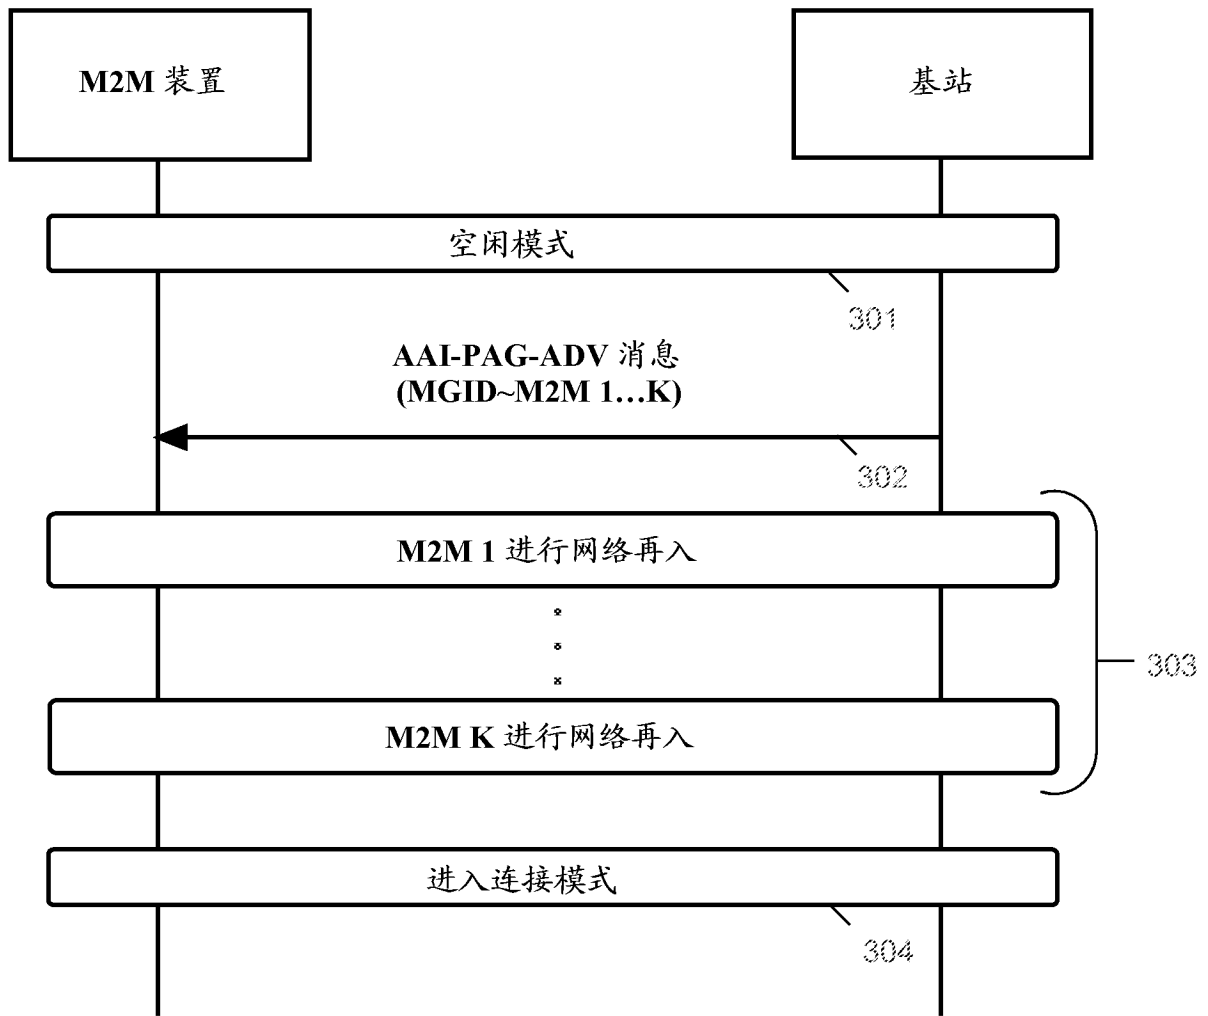 M2M 装置
基站
空闲模式
301
AAI-PAG-ADV 消息
(MGID~M2M 1…K)
302
M2M 1 进行网络再入
303
M2M K 进行网络再入
进入连接模式
304